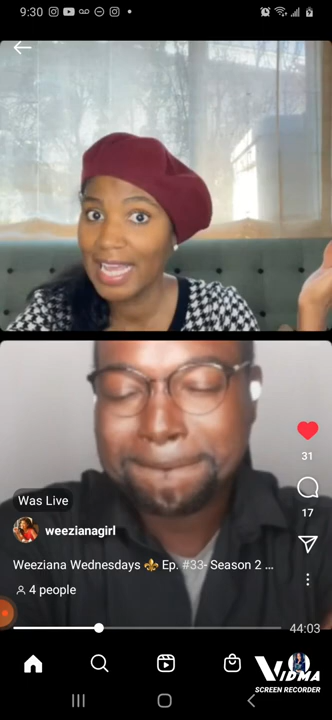 9:30
31
Was Live
17
weezianagirl
Weeziana Wednesdays ⚜ Ep. #33- Season 2 ...
4 people
44:03
VIDMA
SCREEN RECORDER